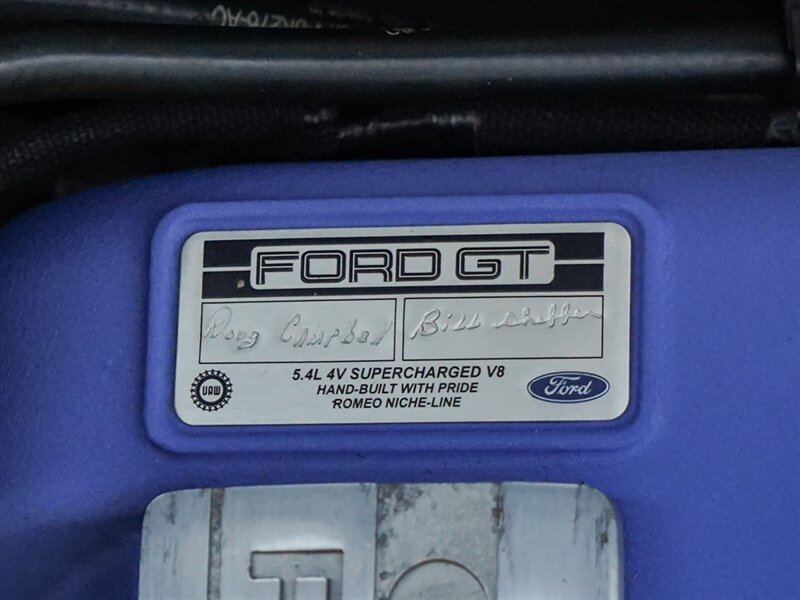 FORD GT
Doug Campbell Bill Sheffer
5.4L 4V SUPERCHARGED V8
HAND-BUILT WITH PRIDE
UAW Ford
ROMEO NICHE-LINE
F